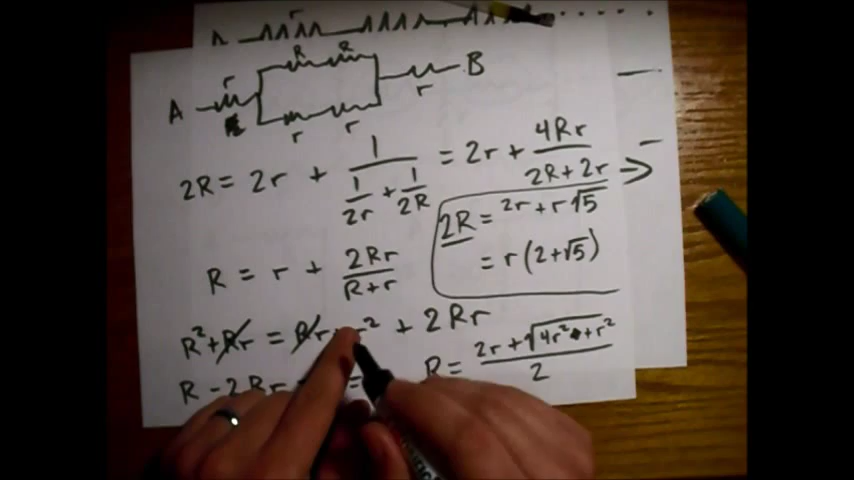 r
A R R
r
A r B
r r
2R = 2r + 1/(1/2r + 1/2R) = 2r + 4Rr/(2R + 2r) →
2R = 2r + r√5
= r(2+√5)
R = r + 2Rr/(R+r)
R² + Rr = Rr r² + 2Rr
R - 2Rr =
R = (2r + √4r² + r²)/2